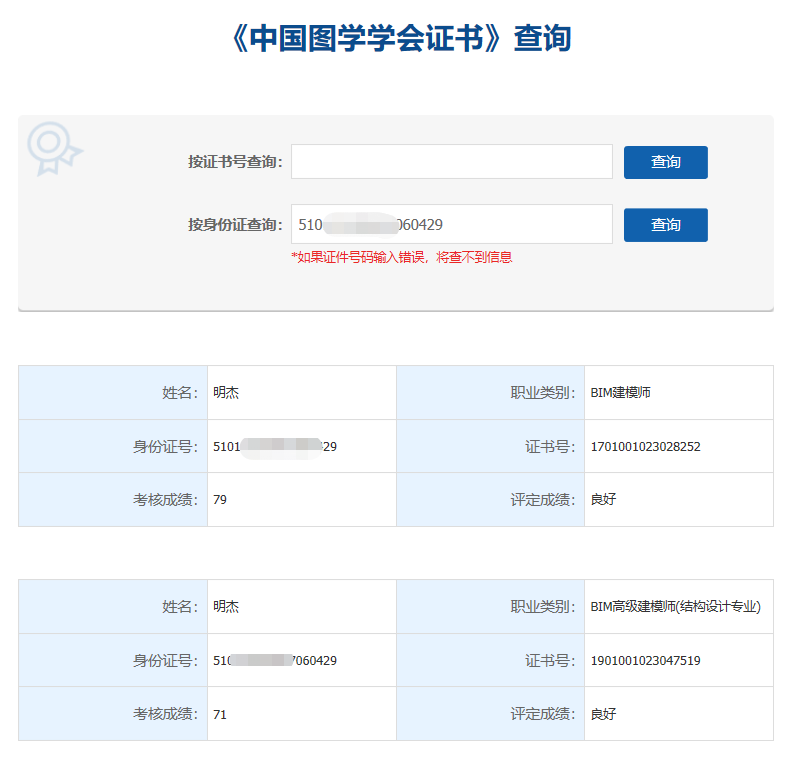 《中国图学学会证书》查询
按证书号查询： 查询
按身份证查询： 510 060429 查询
*如果证件号码输入错误，将查不到信息
姓名： 明杰 职业类别： BIM建模师
身份证号： 5101 29 证书号： 1701001023028252
考核成绩： 79 评定成绩： 良好
姓名： 明杰 职业类别： BIM高级建模师(结构设计专业)
身份证号： 510 7060429 证书号： 1901001023047519
考核成绩： 71 评定成绩： 良好